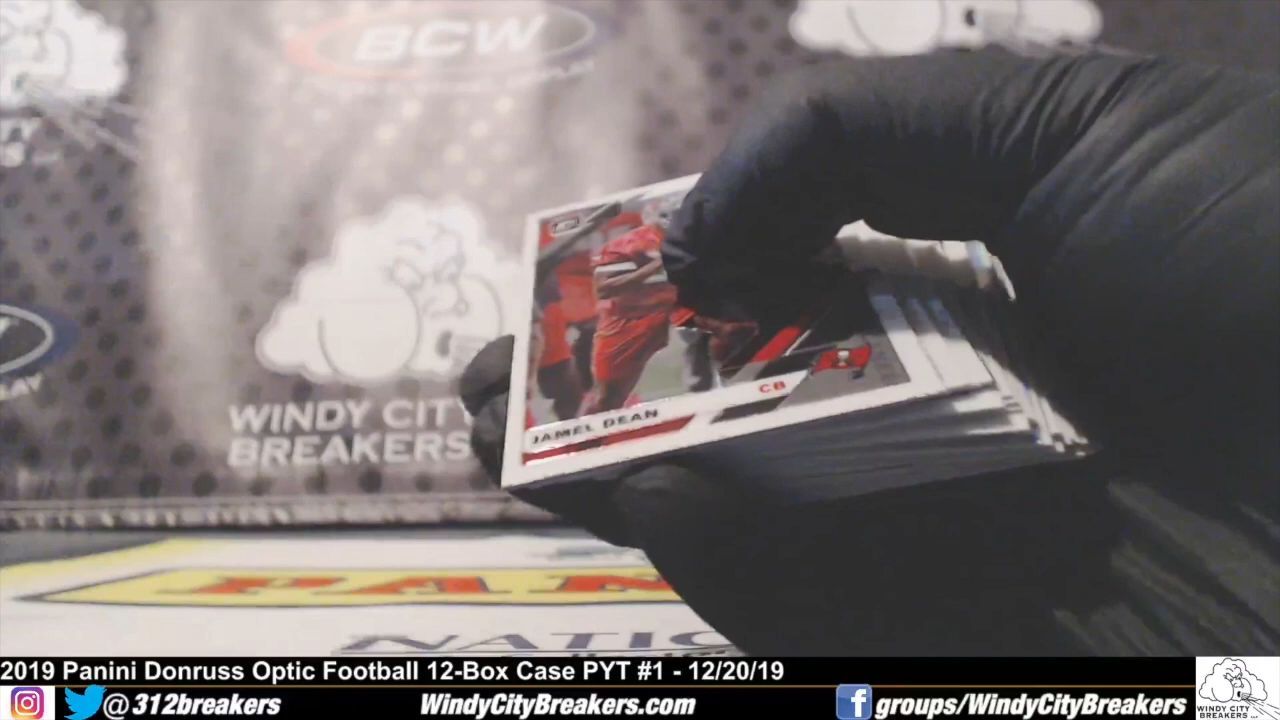 BCW
WINDY CITY
BREAKERS
JAMEL DEAN
CB
NATIO
2019 Panini Donruss Optic Football 12-Box Case PYT #1 - 12/20/19
@312breakers
WindyCityBreakers.com
groups/WindyCityBreakers
WINDY CITY
BREAKERS